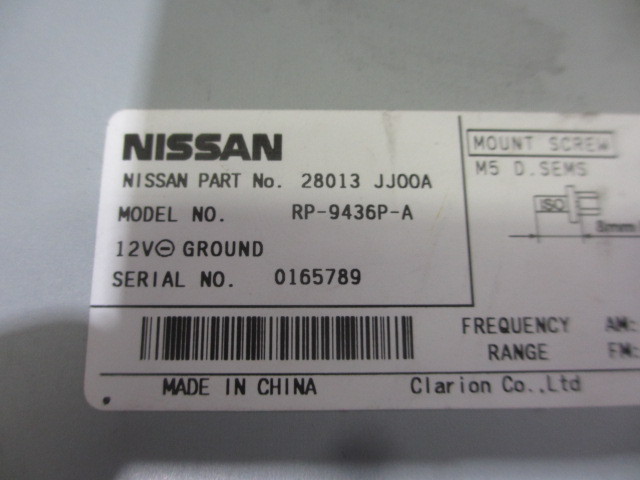 NISSAN
NISSAN PART No. 28013 JJ00A
MODEL NO. RP-9436P-A
12V⊖ GROUND
SERIAL NO. 0165789
MOUNT SCREW
M5 D.SEMS
ISO
8mm
FREQUENCY AM:
RANGE FM:
MADE IN CHINA Clarion Co.,Ltd